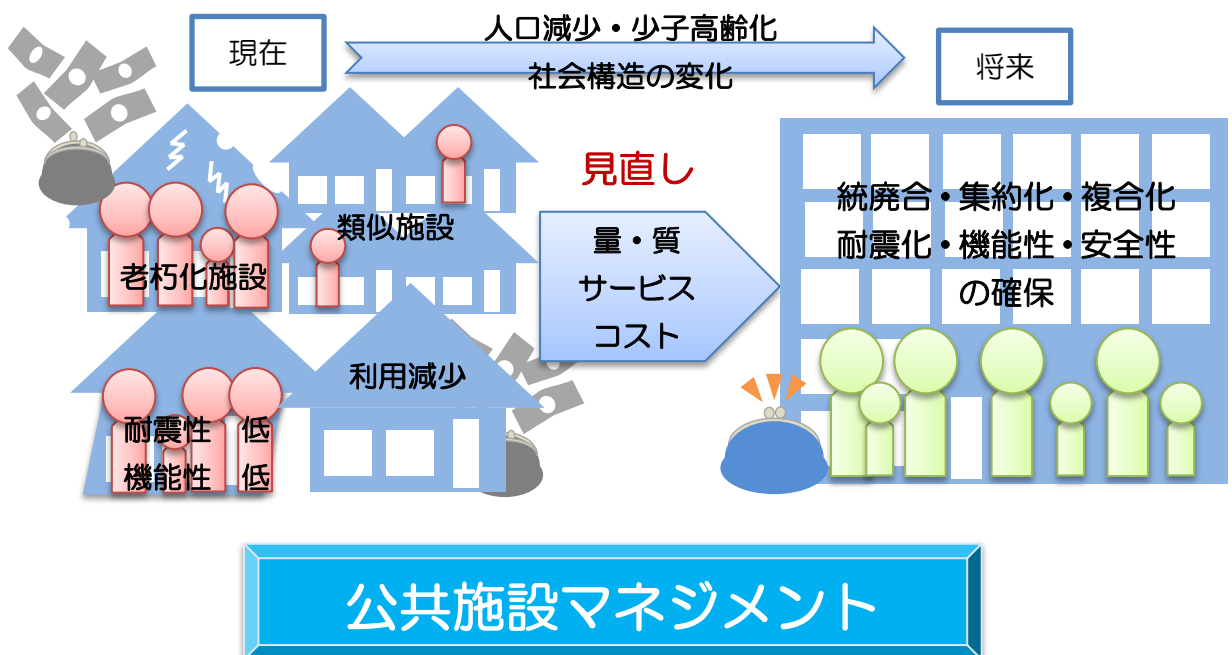 現在
人口減少・少子高齢化
社会構造の変化
将来
見直し
類似施設
老朽化施設
量・質
サービス
コスト
統廃合・集約化・複合化
耐震化・機能性・安全性
の確保
利用減少
耐震性　低
機能性　低
公共施設マネジメント